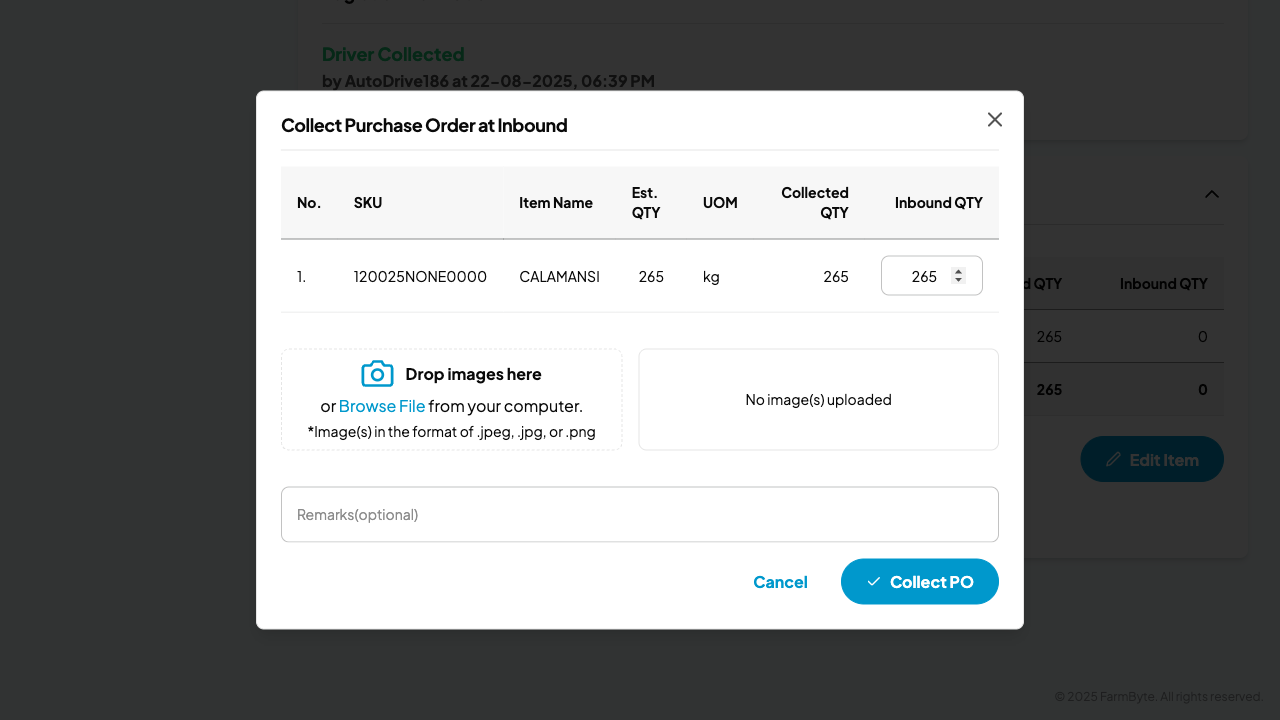 Driver Collected
by AutoDrive186 at 22-08-2025, 06:39 PM
Collect Purchase Order at Inbound
No. SKU Item Name Est. QTY UOM Collected QTY Inbound QTY
1. 120025NONE0000 CALAMANSI 265 kg 265 265
d QTY Inbound QTY
265 0
265 0
Drop images here
or Browse File from your computer.
*Image(s) in the format of .jpeg, .jpg, or .png
No image(s) uploaded
Edit Item
Remarks(optional)
Cancel Collect PO
© 2025 FarmByte. All rights reserved.